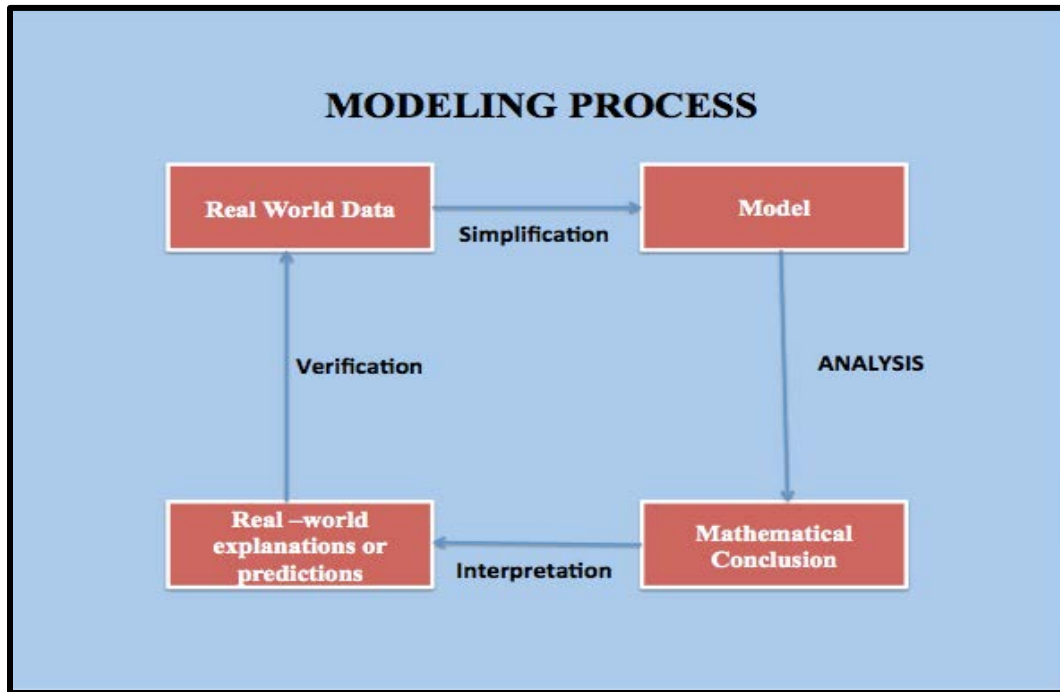 MODELING PROCESS
Real World Data
Simplification
Model
Verification
ANALYSIS
Real –world
explanations or
predictions
Interpretation
Mathematical
Conclusion